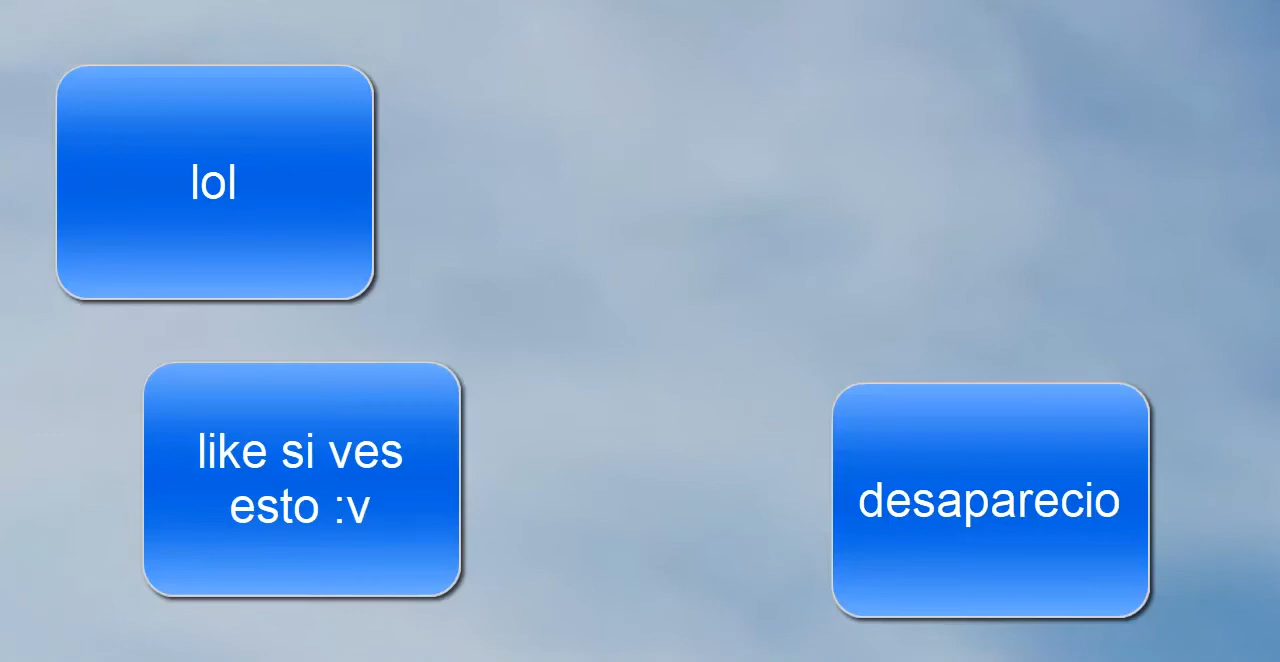 lol
like si ves
esto :v
desaparecio